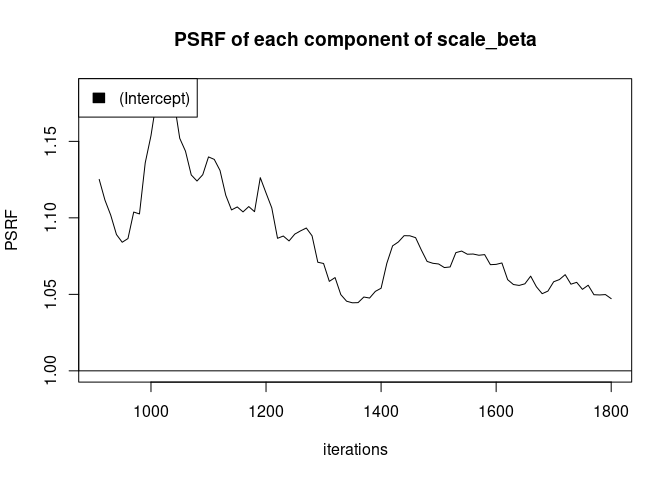 PSRF of each component of scale_beta
(Intercept)
PSRF
1.15
1.10
1.05
1.00
1000 1200 1400 1600 1800
iterations